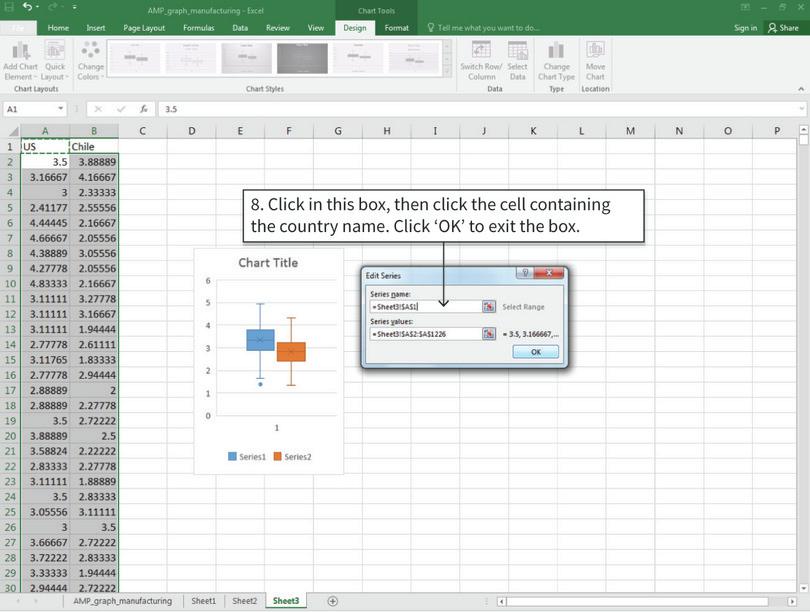 AMP_graph_manufacturing - Excel
Chart Tools
File Home Insert Page Layout Formulas Data Review View Design Format Tell me what you want to do... Sign in Share
Add Chart Element
Quick Layout
Change Colors
Switch Row/ Column
Select Data
Change Chart Type
Move Chart
Chart Layouts Chart Styles Data Type Location
A1 fx 3.5
A B C D E F G H I J K L M N O P
1 US Chile
2 3.5 3.88889
3 3.16667 4.16667
4 3 2.33333
5 2.41177 2.55556
6 4.44445 2.16667
7 4.66667 2.05556
8 4.38889 3.05556
9 4.27778 2.05556
10 4.83333 2.16667
11 3.11111 3.27778
12 3.11111 3.16667
13 3.11111 1.94444
14 2.77778 2.61111
15 3.11765 1.83333
16 2.77778 2.94444
17 2.88889 2
18 2.88889 2.27778
19 3.5 2.72222
20 3.88889 2.5
21 3.58824 2.22222
22 2.83333 2.27778
23 3.11111 1.88889
24 3.5 2.83333
25 3.05556 3.11111
26 3 3.5
27 3.66667 2.72222
28 3.72222 2.83333
29 3.33333 1.94444
30 2.94444 2.72222
8. Click in this box, then click the cell containing
the country name. Click ‘OK’ to exit the box.
Chart Title
6
5
4
3
2
1
0
1
Series1 Series2
Edit Series
Series name:
=Sheet3!$A$1 Select Range
Series values:
=Sheet3!$A$2:$A$1226 = 3.5, 3.166667,...
OK
AMP_graph_manufacturing Sheet1 Sheet2 Sheet3